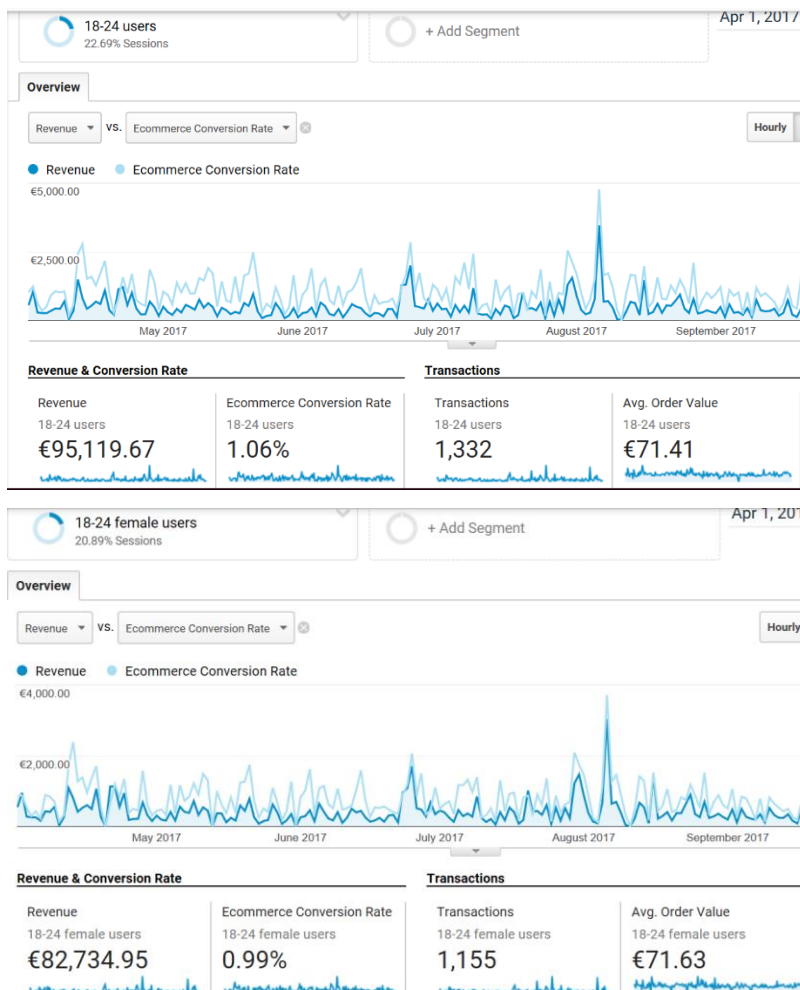 18-24 users
22.69% Sessions
+ Add Segment
Apr 1, 2017
Overview
Revenue vs. Ecommerce Conversion Rate Hourly
Revenue Ecommerce Conversion Rate
€5,000.00
€2,500.00
May 2017 June 2017 July 2017 August 2017 September 2017
Revenue & Conversion Rate Transactions
Revenue Ecommerce Conversion Rate Transactions Avg. Order Value
18-24 users 18-24 users 18-24 users 18-24 users
€95,119.67 1.06% 1,332 €71.41
18-24 female users
20.89% Sessions
+ Add Segment
Apr 1, 201
Overview
Revenue VS. Ecommerce Conversion Rate Hourly
Revenue Ecommerce Conversion Rate
€4,000.00
€2,000.00
May 2017 June 2017 July 2017 August 2017 September 2017
Revenue & Conversion Rate Transactions
Revenue Ecommerce Conversion Rate Transactions Avg. Order Value
18-24 female users 18-24 female users 18-24 female users 18-24 female users
€82,734.95 0.99% 1,155 €71.63